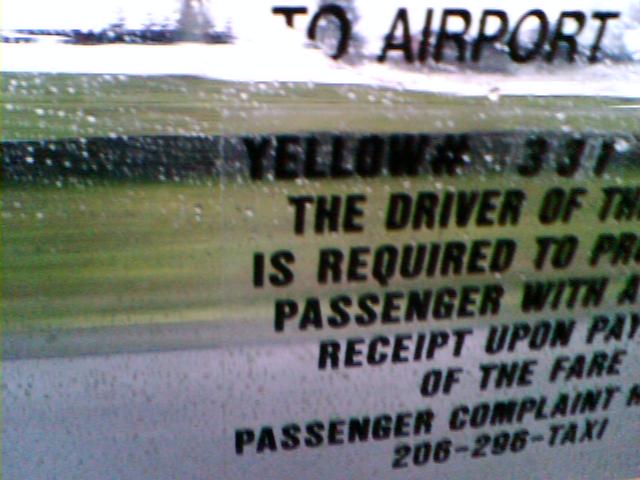 TO AIRPORT
YELLOW# 331
THE DRIVER OF
IS REQUIRED TO
PASSENGER WITH A
RECEIPT UPON
OF THE FARE
PASSENGER COMPLAINT
206-296-TAXI